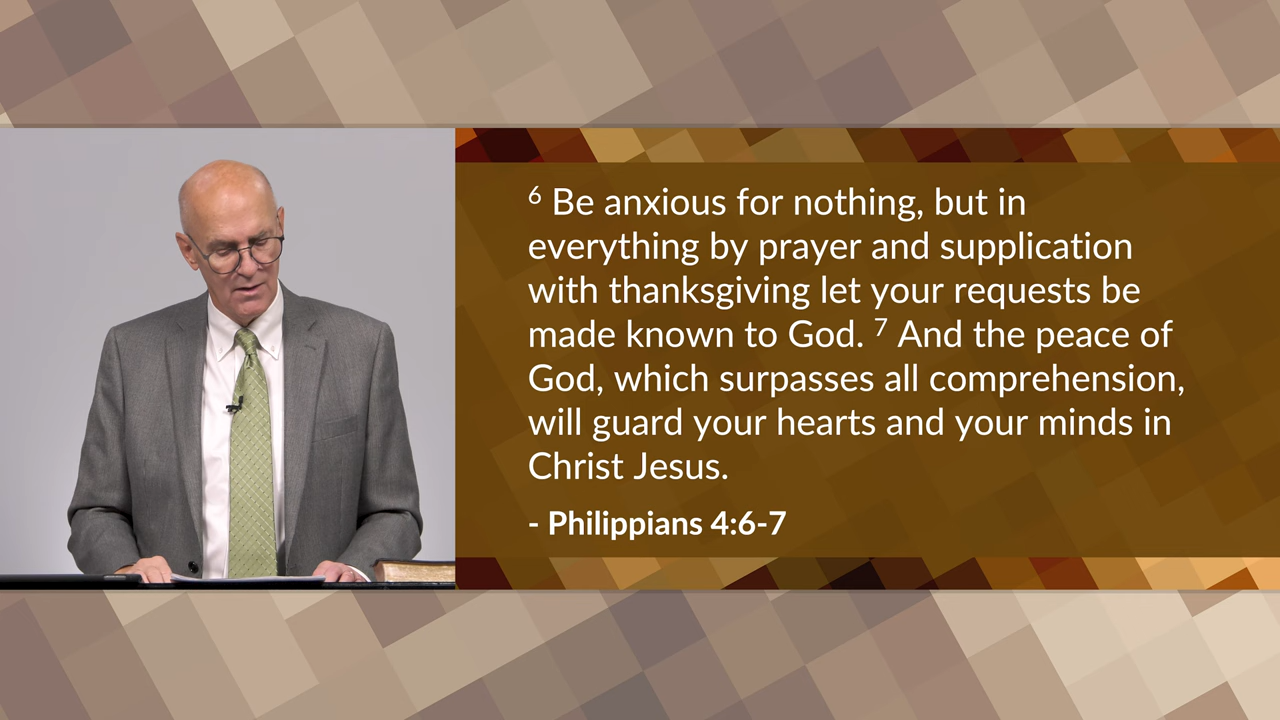 6 Be anxious for nothing, but in
everything by prayer and supplication
with thanksgiving let your requests be
made known to God. 7 And the peace of
God, which surpasses all comprehension,
will guard your hearts and your minds in
Christ Jesus.
- Philippians 4:6-7